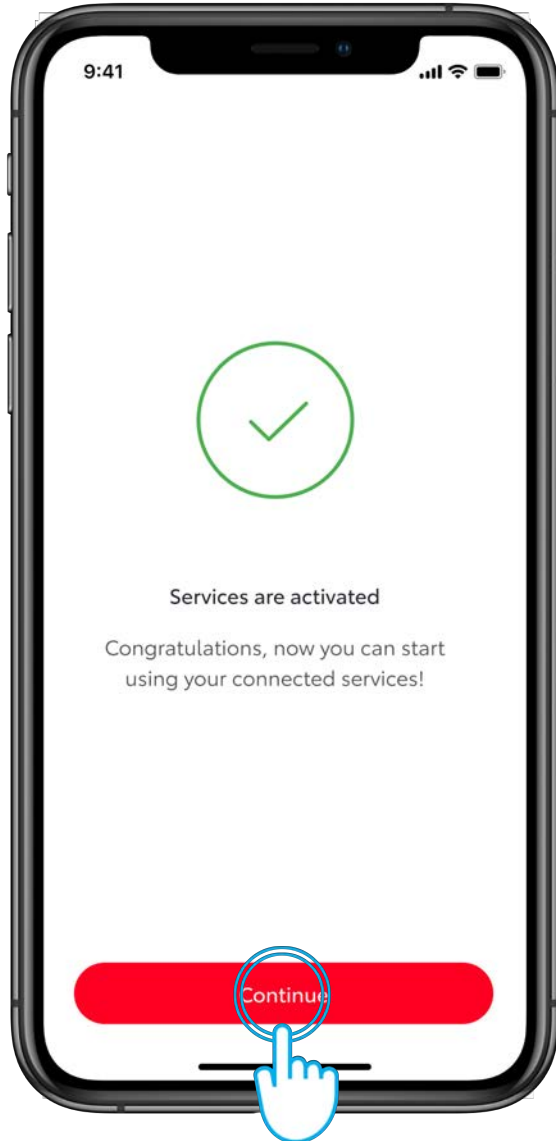 9:41
Services are activated
Congratulations, now you can start
using your connected services!
Continue